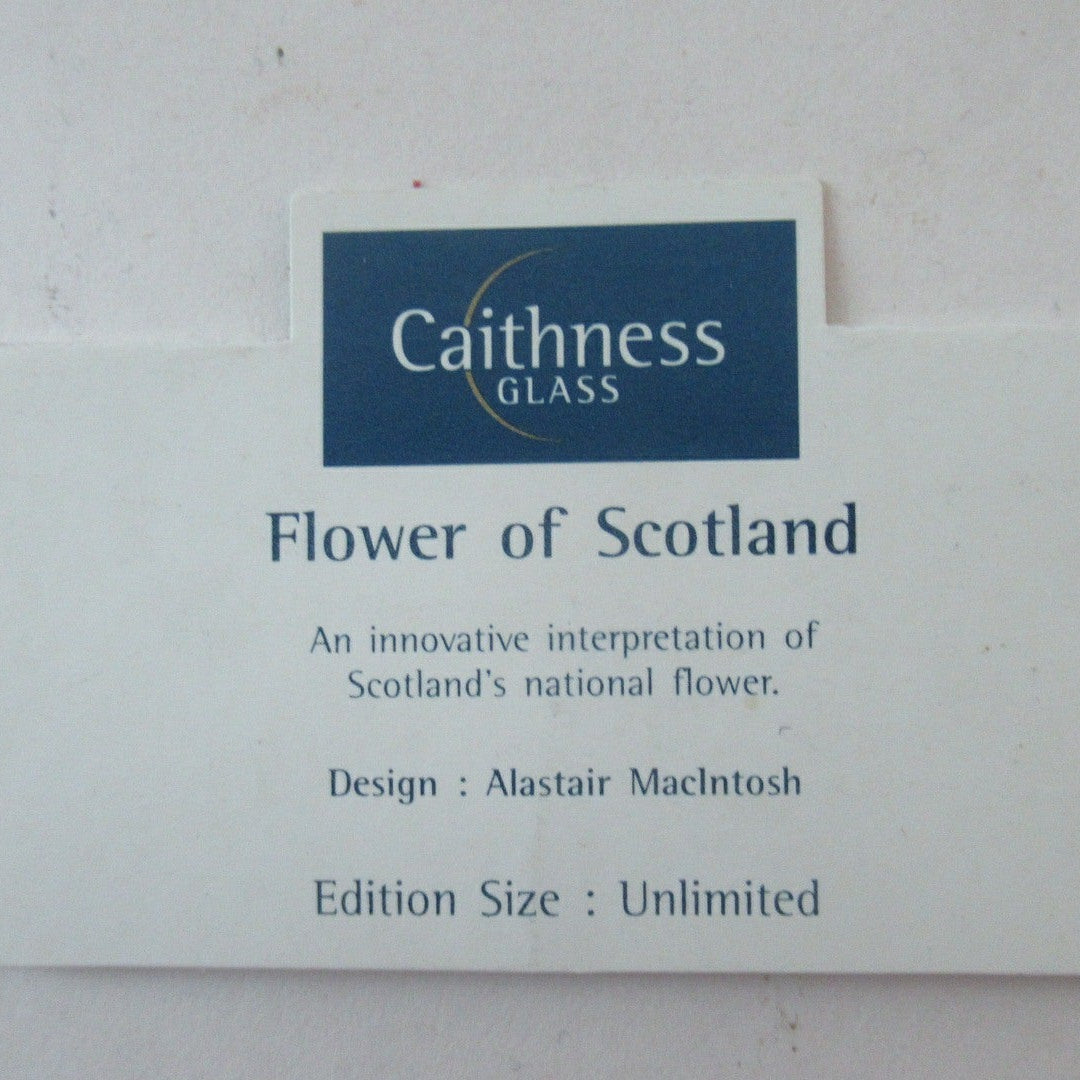 Caithness
GLASS
Flower of Scotland
An innovative interpretation of
Scotland's national flower.
Design : Alastair MacIntosh
Edition Size : Unlimited